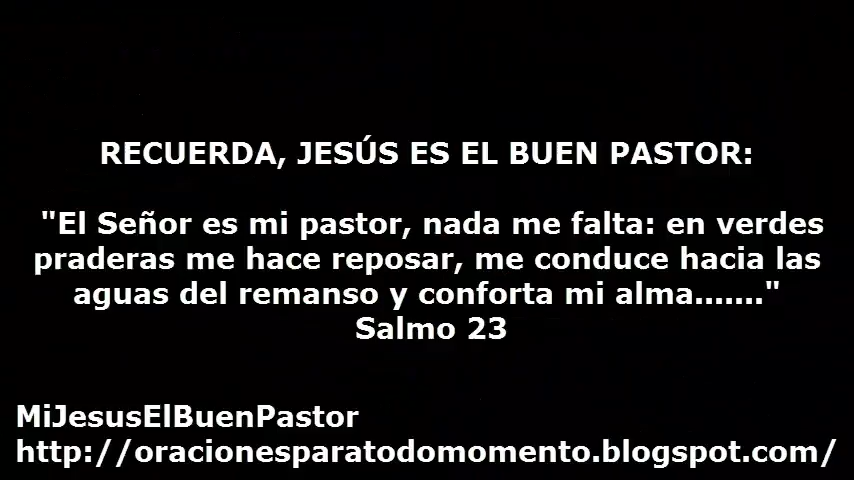 RECUERDA, JESÚS ES EL BUEN PASTOR:
"El Señor es mi pastor, nada me falta: en verdes
praderas me hace reposar, me conduce hacia las
aguas del remanso y conforta mi alma......."
Salmo 23
MiJesusElBuenPastor
http://oracionesparatodomomento.blogspot.com/